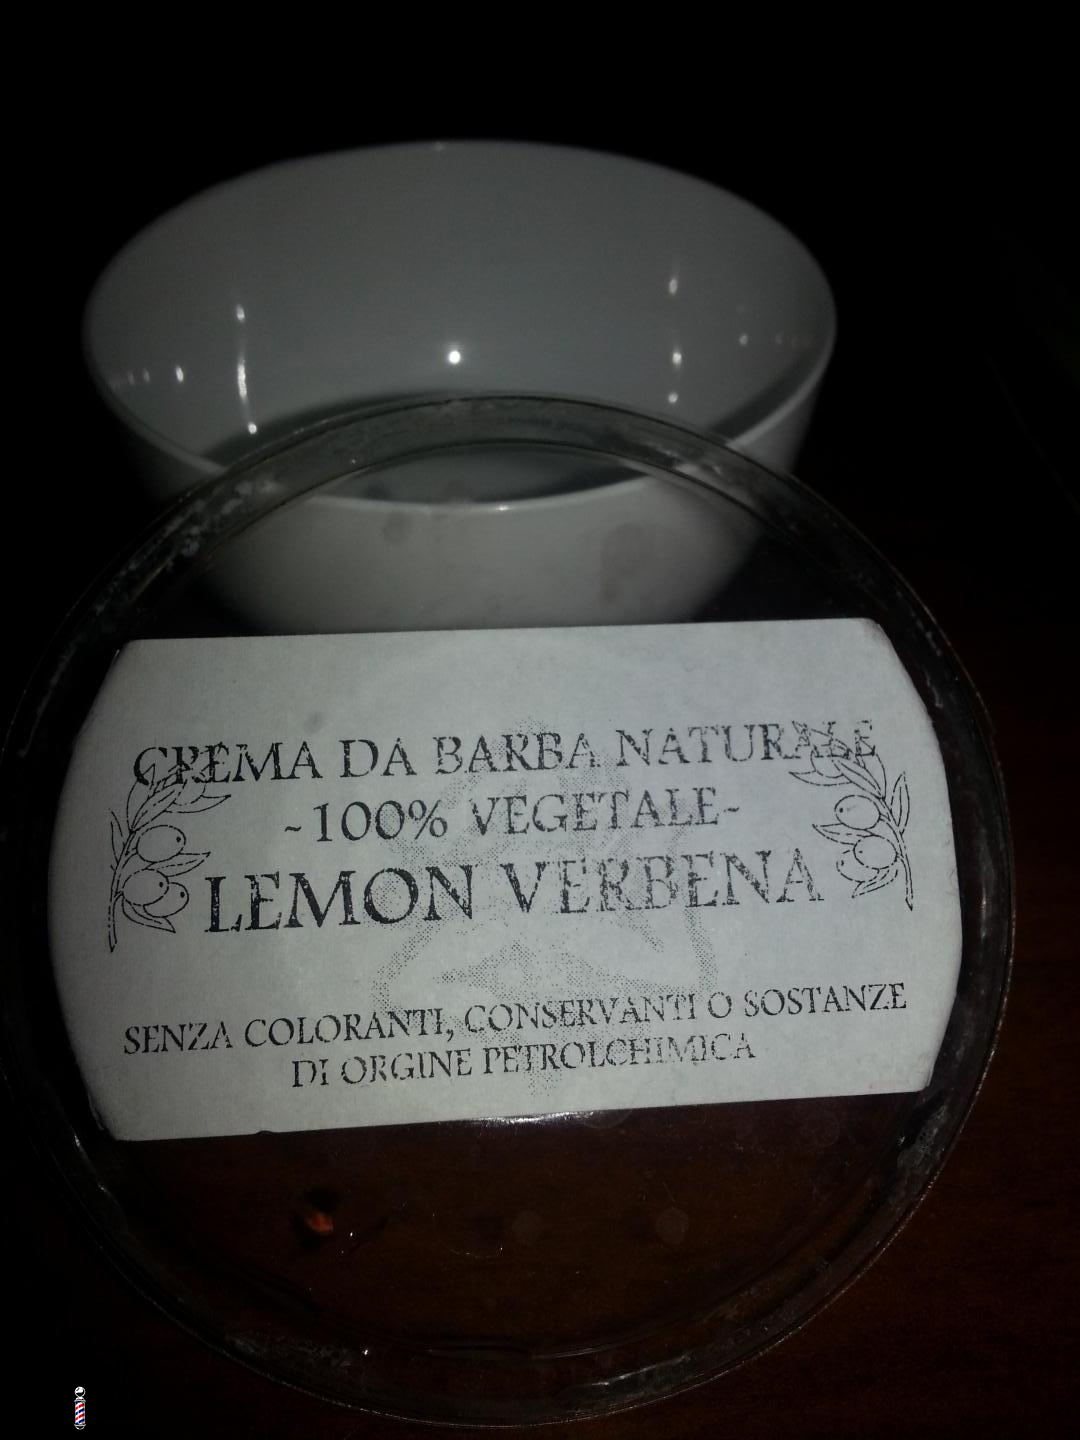 CREMA DA BARBA NATURALE
~100% VEGETALE~
LEMON VERBENA
SENZA COLORANTI, CONSERVANTI O SOSTANZE
DI ORGINE PETROLCHIMICA